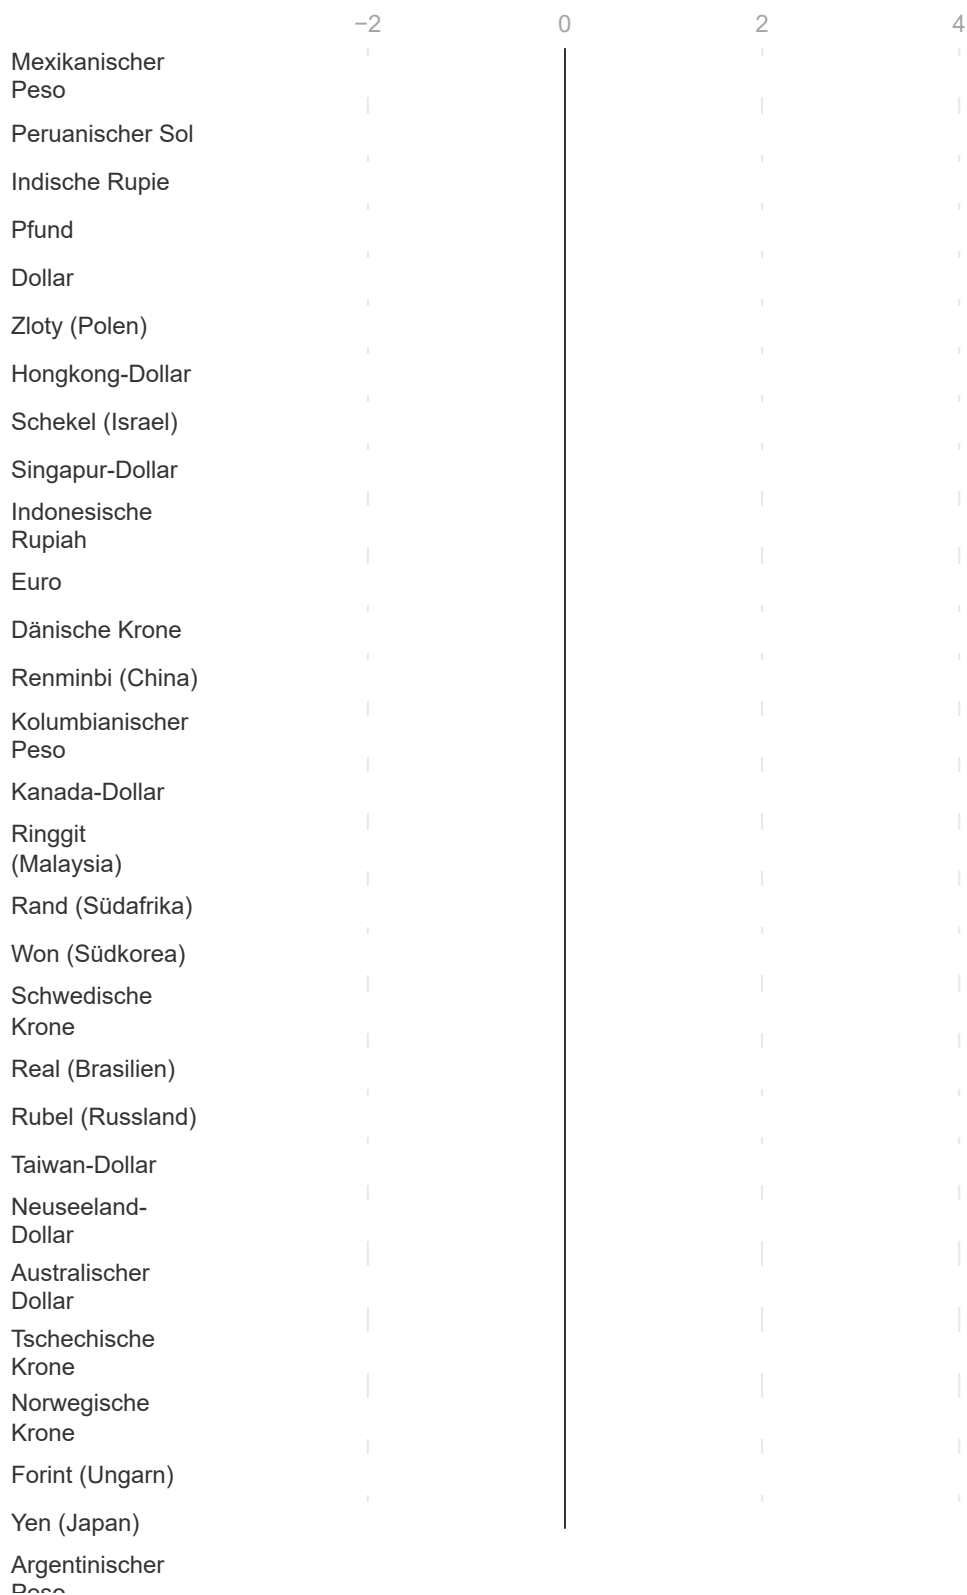 −2 0 2 4
Mexikanischer
Peso
Peruanischer Sol
Indische Rupie
Pfund
Dollar
Zloty (Polen)
Hongkong-Dollar
Schekel (Israel)
Singapur-Dollar
Indonesische
Rupiah
Euro
Dänische Krone
Renminbi (China)
Kolumbianischer
Peso
Kanada-Dollar
Ringgit
(Malaysia)
Rand (Südafrika)
Won (Südkorea)
Schwedische
Krone
Real (Brasilien)
Rubel (Russland)
Taiwan-Dollar
Neuseeland-
Dollar
Australischer
Dollar
Tschechische
Krone
Norwegische
Krone
Forint (Ungarn)
Yen (Japan)
Argentinischer
Peso